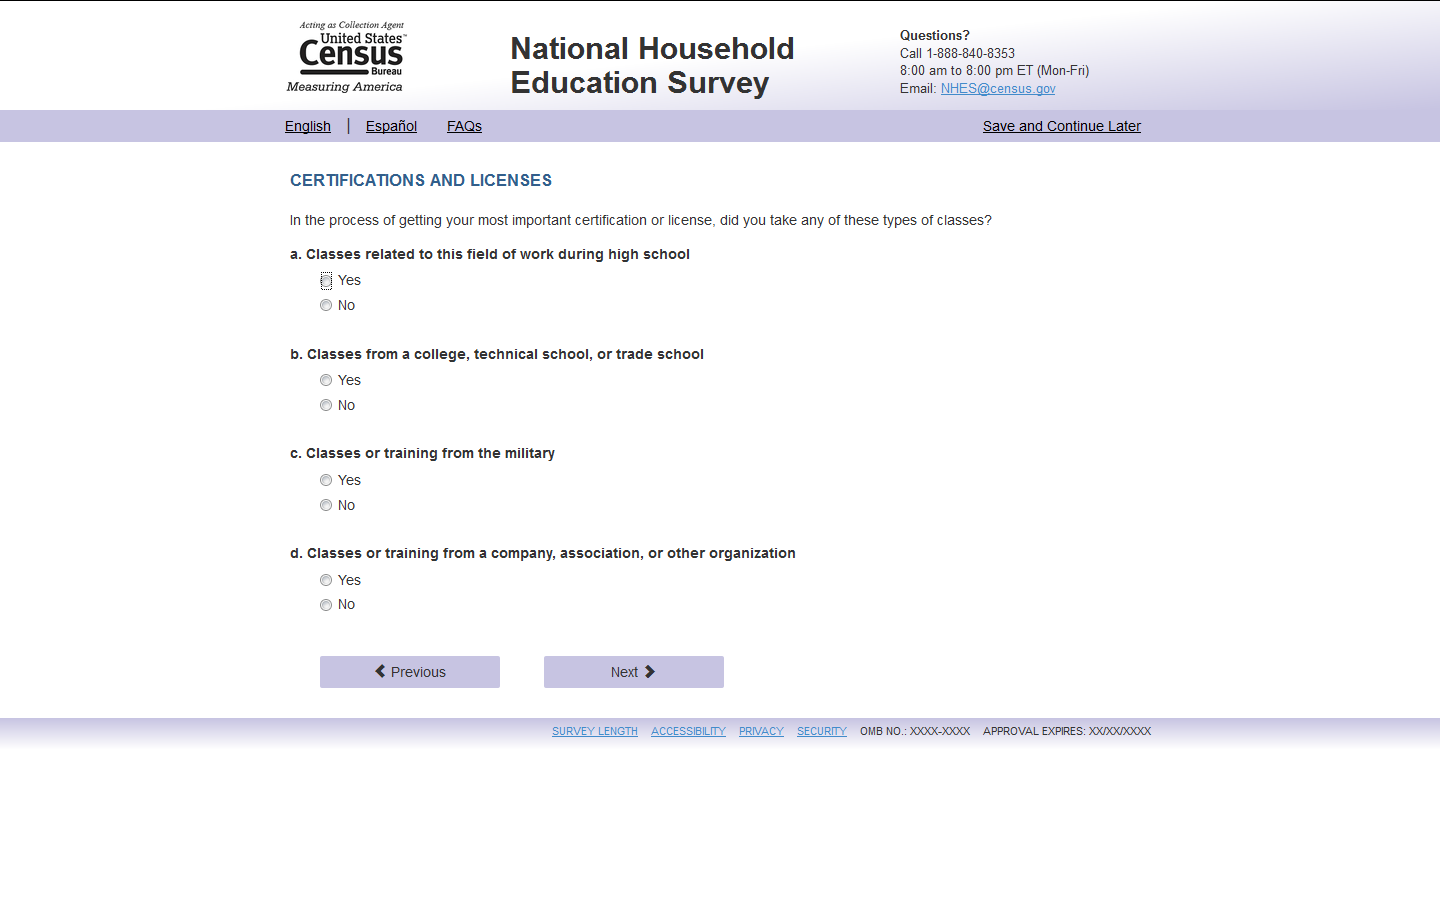 Acting as Collection Agent
United States™
Census
Bureau
Measuring America
National Household
Education Survey
Questions?
Call 1-888-840-8353
8:00 am to 8:00 pm ET (Mon-Fri)
Email: NHES@census.gov
English | Español FAQs Save and Continue Later
CERTIFICATIONS AND LICENSES
In the process of getting your most important certification or license, did you take any of these types of classes?
a. Classes related to this field of work during high school
Yes
No
b. Classes from a college, technical school, or trade school
Yes
No
c. Classes or training from the military
Yes
No
d. Classes or training from a company, association, or other organization
Yes
No
Previous Next
SURVEY LENGTH ACCESSIBILITY PRIVACY SECURITY OMB NO.: XXXX-XXXX APPROVAL EXPIRES: XX/XX/XXXX